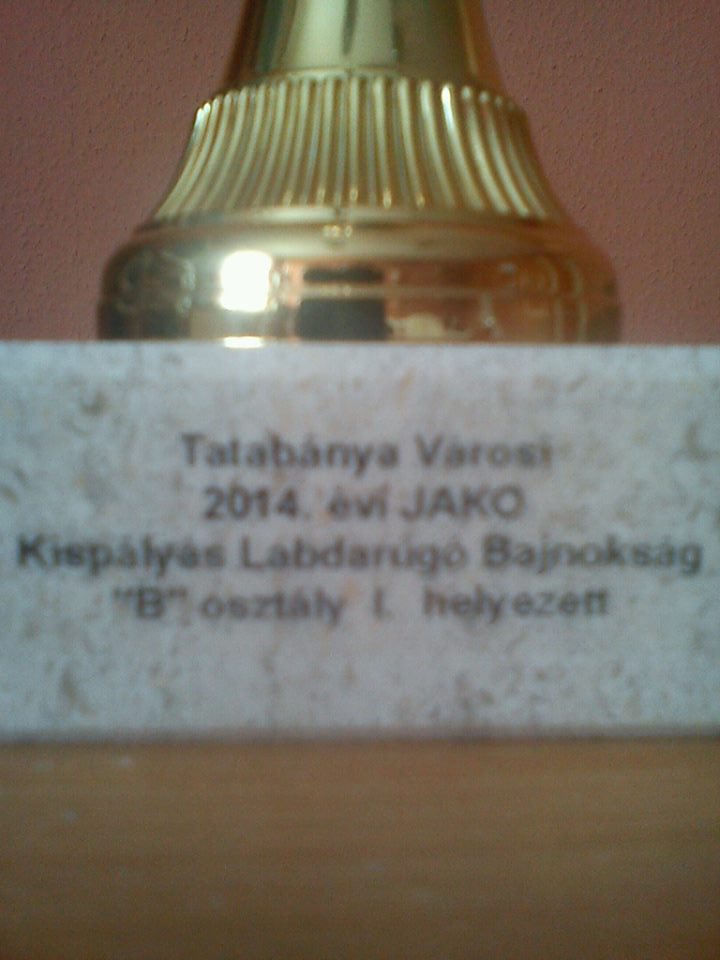 Tatabánya Városi
2014. évi JAKO
Kispályás Labdarúgó Bajnokság
"B" osztály I. helyezett